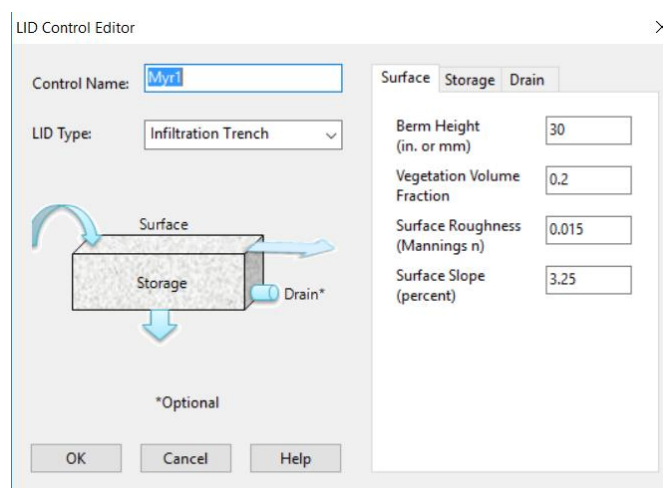 LID Control Editor
Control Name: Myr1
LID Type: Infiltration Trench
Surface
Storage
Drain*
*Optional
OK Cancel Help
Surface Storage Drain
Berm Height 30
(in. or mm)
Vegetation Volume 0.2
Fraction
Surface Roughness 0.015
(Mannings n)
Surface Slope 3.25
(percent)